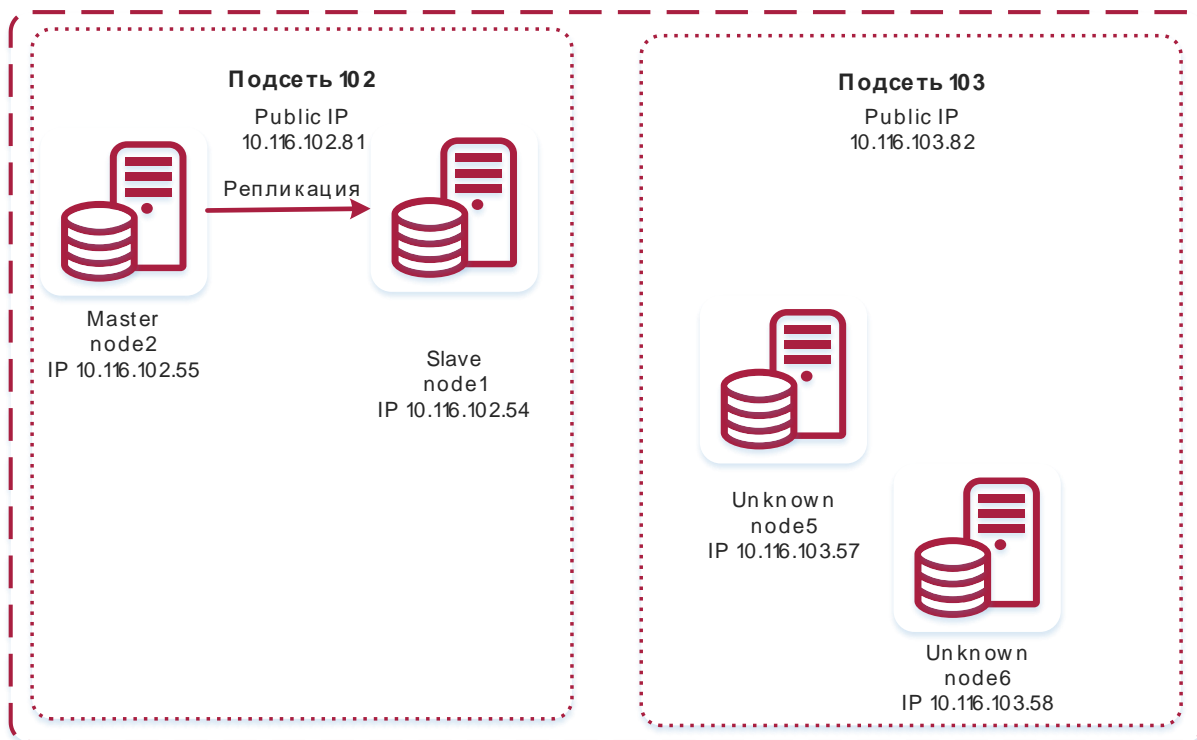 Подсеть 102
Public IP
10.116.102.81
Репликация
Master
node2
IP 10.116.102.55
Slave
node1
IP 10.116.102.54
Подсеть 103
Public IP
10.116.103.82
Unknown
node5
IP 10.116.103.57
Unknown
node6
IP 10.116.103.58